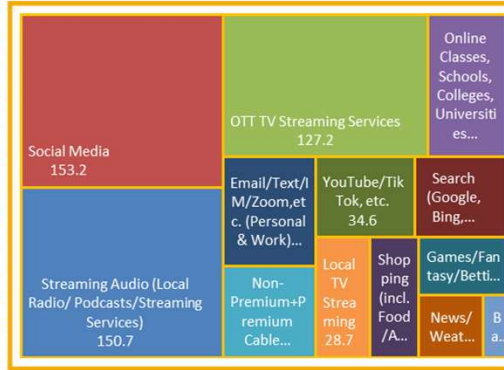 Social Media
153.2
Streaming Audio (Local
Radio/ Podcasts/Streaming
Services)
150.7
OTT TV Streaming Services
127.2
Online
Classes,
Schools,
Colleges,
Universiti
es...
Email/Text/I
M/Zoom,et
c. (Personal
& Work)...
YouTube/Tik
Tok, etc.
34.6
Search
(Google,
Bing,...
Non-
Premium+P
remium
Cable...
Local
TV
Strea
ming
28.7
Shop
ping
(incl.
Food
/A...
Games/Fan
tasy/Betti...
News/
Weat...
B
a...